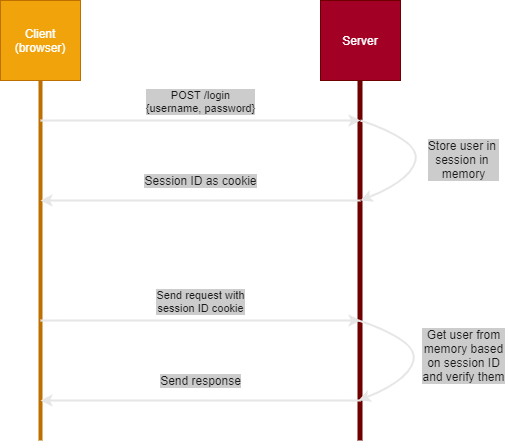 Client
(browser)
Server
POST /login
{username, password}
Store user in
session in
memory
Session ID as cookie
Send request with
session ID cookie
Get user from
memory based
on session ID
and verify them
Send response